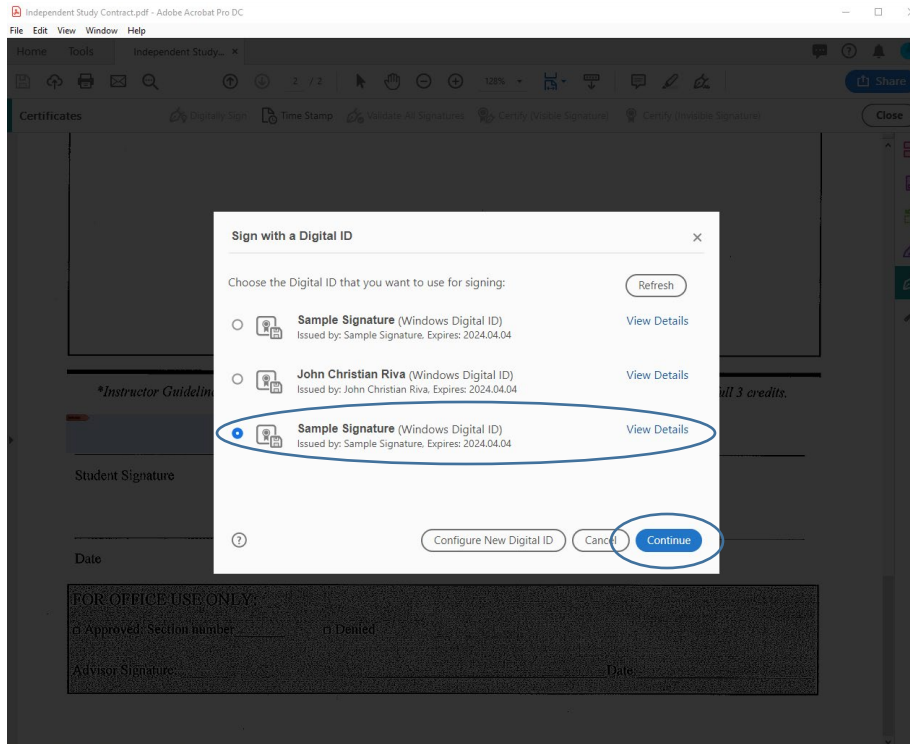 Independent Study Contract.pdf - Adobe Acrobat Pro DC
File Edit View Window Help
Home Tools Independent Study... ×
2 / 2 128% Share
Certificates Digitally Sign Time Stamp Validate All Signatures Certify (Visible Signature) Certify (Invisible Signature) Close
Sign with a Digital ID
Choose the Digital ID that you want to use for signing: Refresh
Sample Signature (Windows Digital ID) View Details
Issued by: Sample Signature, Expires: 2024.04.04
John Christian Riva (Windows Digital ID) View Details
Issued by: John Christian Riva, Expires: 2024.04.04
*Instructor full 3 credits.
Sample Signature (Windows Digital ID) View Details
Issued by: Sample Signature, Expires: 2024.04.04
Student Signature
Configure New Digital ID Cancel Continue
Date
FOR OFFICE USE ONLY:
Approved: Section number Denied
Advisor Signature: Date: